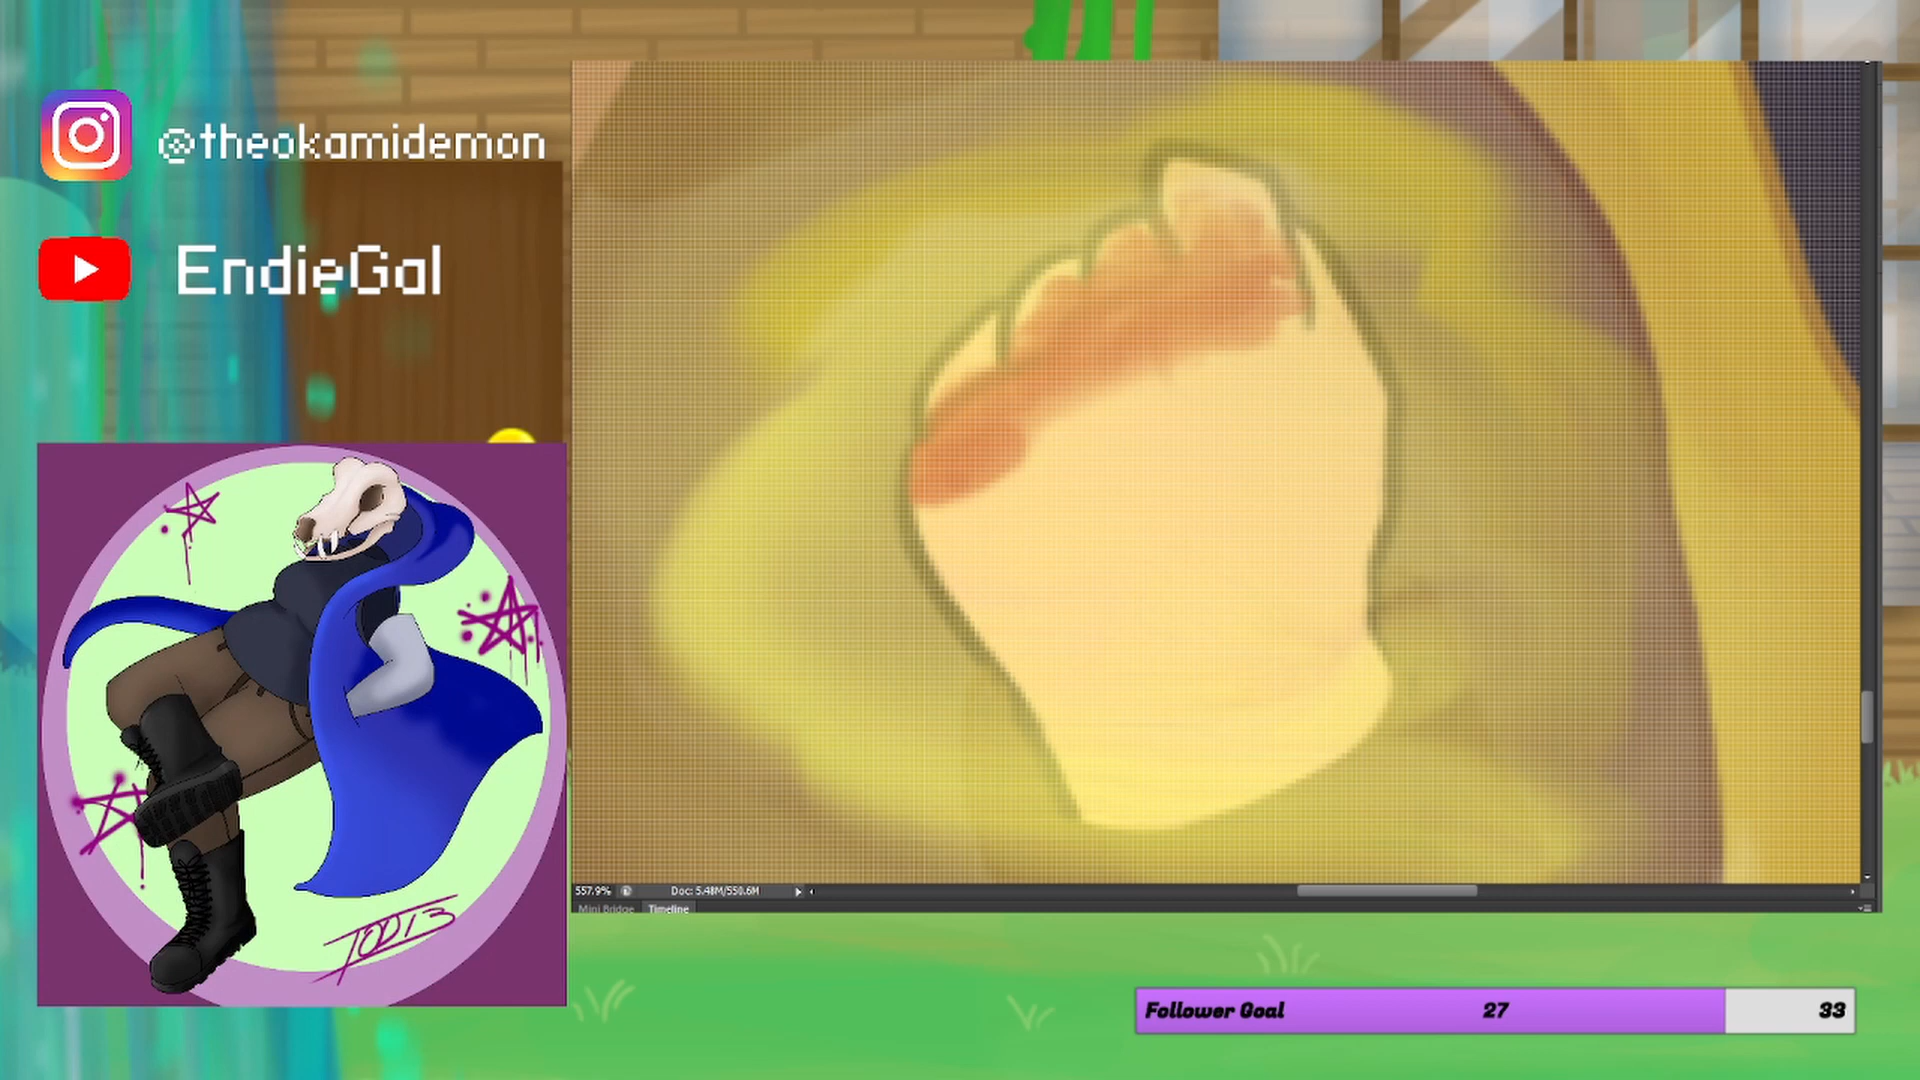 @theokamidemon
EndieGal
557.9%
Doc: 5.48M/550.6M
Mini Bridge
Timeline
Follower Goal
27
33